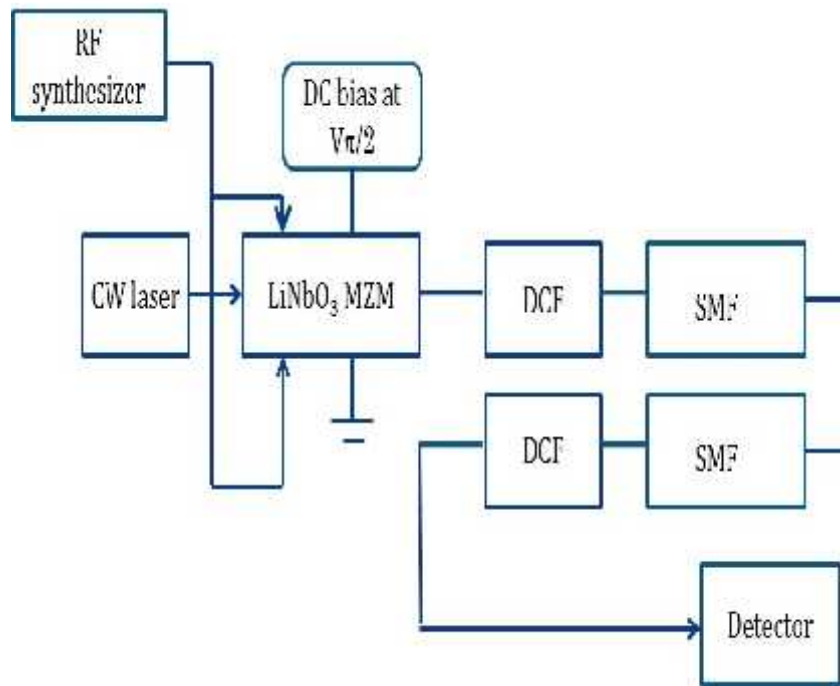 RF
synthesizer
DC bias at
Vπ/2
CW laser
LiNbO₃ MZM
DCF
SMF
DCF
SMF
Detector